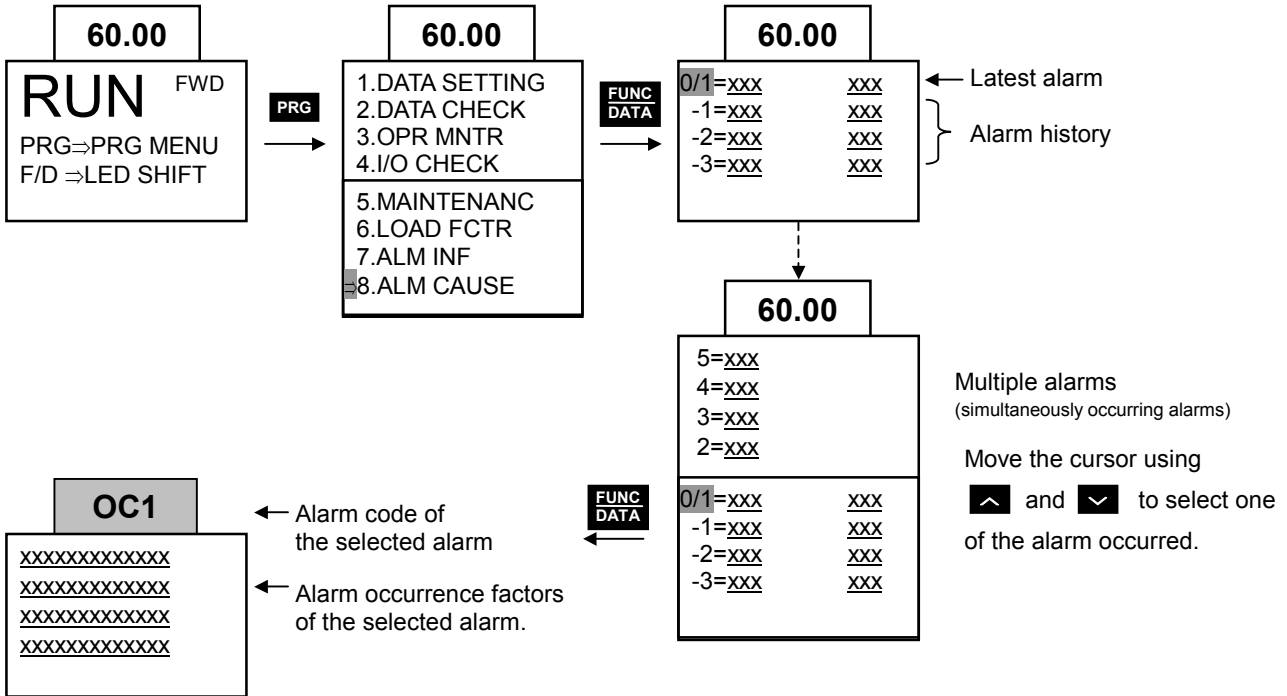 60.00
RUN FWD
PRG⇒PRG MENU
F/D ⇒LED SHIFT
PRG
60.00
1.DATA SETTING
2.DATA CHECK
3.OPR MNTR
4.I/O CHECK
5.MAINTENANC
6.LOAD FCTR
7.ALM INF
⇒8.ALM CAUSE
FUNC
DATA
60.00
0/1=xxx xxx
-1=xxx xxx
-2=xxx xxx
-3=xxx xxx
Latest alarm
Alarm history
60.00
5=xxx
4=xxx
3=xxx
2=xxx
0/1=xxx xxx
-1=xxx xxx
-2=xxx xxx
-3=xxx xxx
Multiple alarms
(simultaneously occurring alarms)
Move the cursor using
∧ and ∨ to select one
of the alarm occurred.
FUNC
DATA
OC1
xxxxxxxxxxxxx
xxxxxxxxxxxxx
xxxxxxxxxxxxx
xxxxxxxxxxxxx
Alarm code of
the selected alarm
Alarm occurrence factors
of the selected alarm.